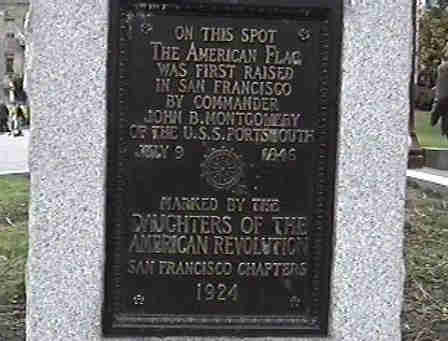 ON THIS SPOT
THE AMERICAN FLAG
WAS FIRST RAISED
IN SAN FRANCISCO
BY COMMANDER
JOHN B. MONTGOMERY
OF THE U.S.S. PORTSMOUTH
JULY 9 1846
MARKED BY THE
DAUGHTERS OF THE
AMERICAN REVOLUTION
SAN FRANCISCO CHAPTERS
1924